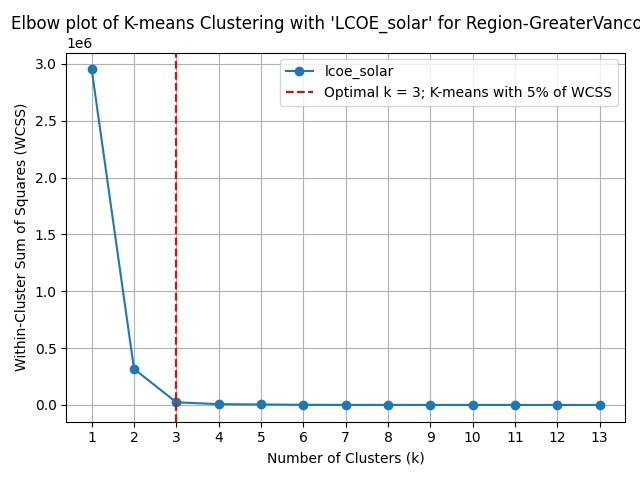 Elbow plot of K-means Clustering with 'LCOE_solar' for Region-GreaterVanco
1e6
3.0
2.5
2.0
1.5
1.0
0.5
0.0
Within-Cluster Sum of Squares (WCSS)
lcoe_solar
Optimal k = 3; K-means with 5% of WCSS
1 2 3 4 5 6 7 8 9 10 11 12 13
Number of Clusters (k)